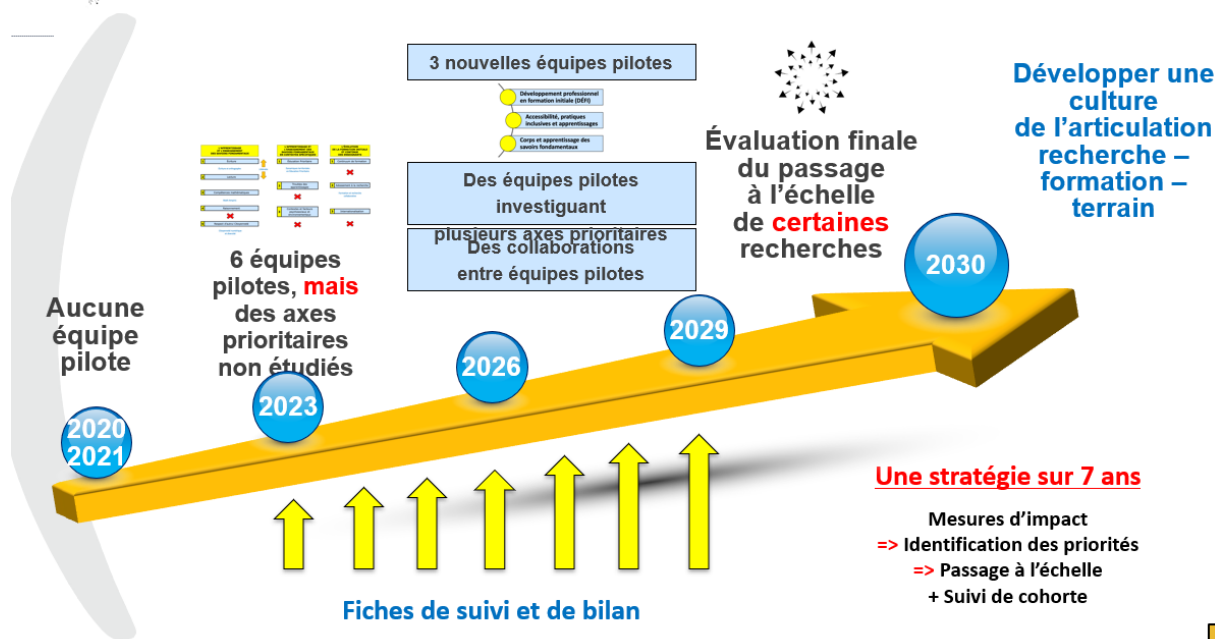 3 nouvelles équipes pilotes
Développement professionnel
en formation initiale (DÉFI)
Accessibilité, pratiques
inclusives et apprentissages
Corps et apprentissage des
savoirs fondamentaux
Des équipes pilotes
investiguant
plusieurs axes prioritaires
Des collaborations
entre équipes pilotes
Évaluation finale
du passage
à l'échelle
de certaines
recherches
Développer une
culture
de l'articulation
recherche –
formation –
terrain
Aucune
équipe
pilote
6 équipes
pilotes, mais
des axes
prioritaires
non étudiés
2020
2021
2023
2026
2029
2030
Fiches de suivi et de bilan
Une stratégie sur 7 ans
Mesures d'impact
=> Identification des priorités
=> Passage à l'échelle
+ Suivi de cohorte